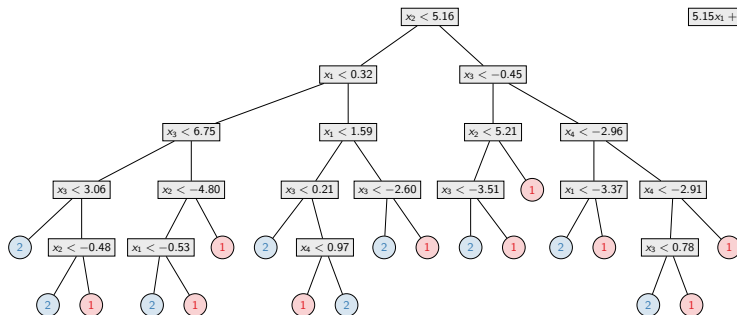 x₂ < 5.16
5.15x₁ +
x₁ < 0.32
x₃ < −0.45
x₃ < 6.75
x₁ < 1.59
x₂ < 5.21
x₄ < −2.96
x₃ < 3.06
x₂ < −4.80
x₃ < 0.21
x₃ < −2.60
x₃ < −3.51
1
x₁ < −3.37
x₄ < −2.91
2
x₂ < −0.48
x₁ < −0.53
1
2
x₄ < 0.97
2
1
2
1
2
1
x₃ < 0.78
1
2
1
2
1
1
2
2
1